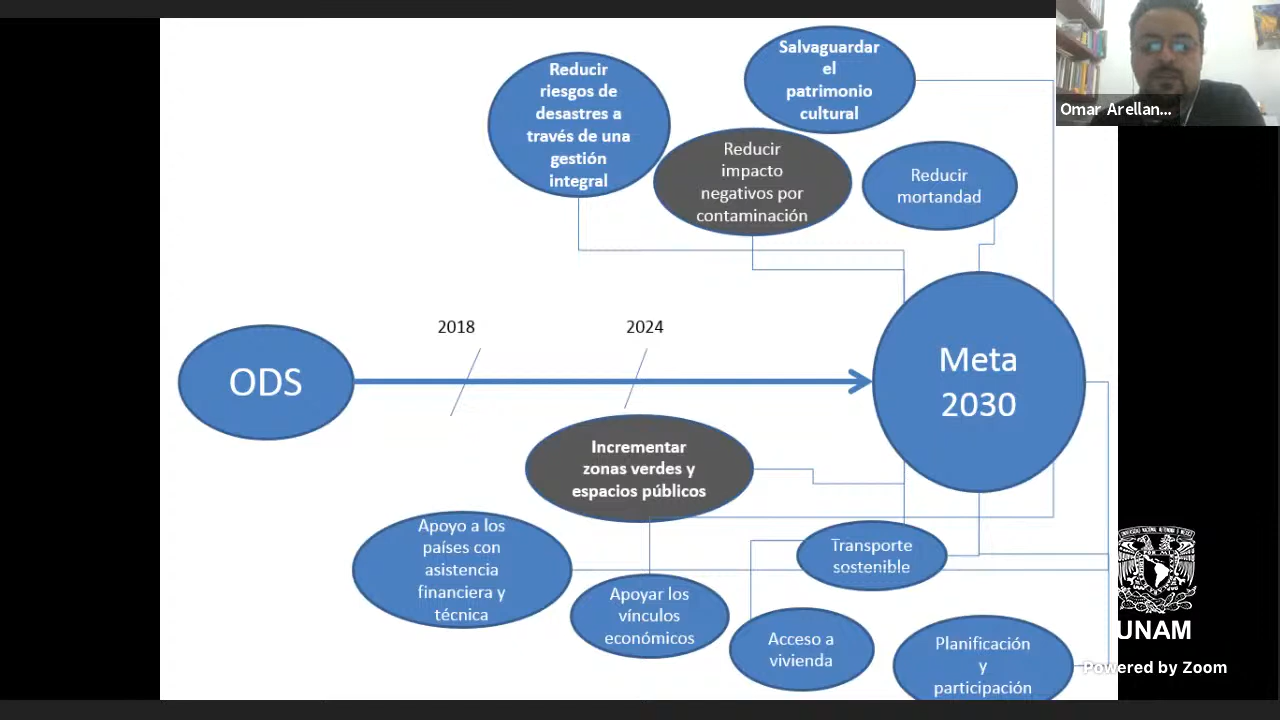 Salvaguardar
el
patrimonio
cultural
Reducir
riesgos de
desastres a
través de una
gestión
integral
Omar Arellan...
Reducir
impacto
negativos por
contaminación
Reducir
mortandad
2018
2024
ODS
Meta
2030
Incrementar
zonas verdes y
espacios públicos
Apoyo a los
países con
asistencia
financiera y
técnica
Transporte
sostenible
Apoyar los
vínculos
económicos
Acceso a
vivienda
Planificación
y
participación
UNAM
Powered by Zoom